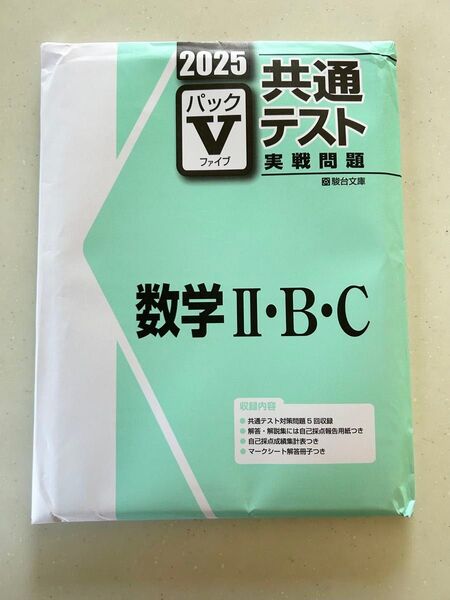 2025
パック
V
ファイブ
共通
テスト
実戦問題
駿台文庫
数学Ⅱ・B・C
収録内容
● 共通テスト対策問題5回収録
● 解答・解説集には自己採点報告用紙つき
● 自己採点成績集計表つき
● マークシート解答冊子つき